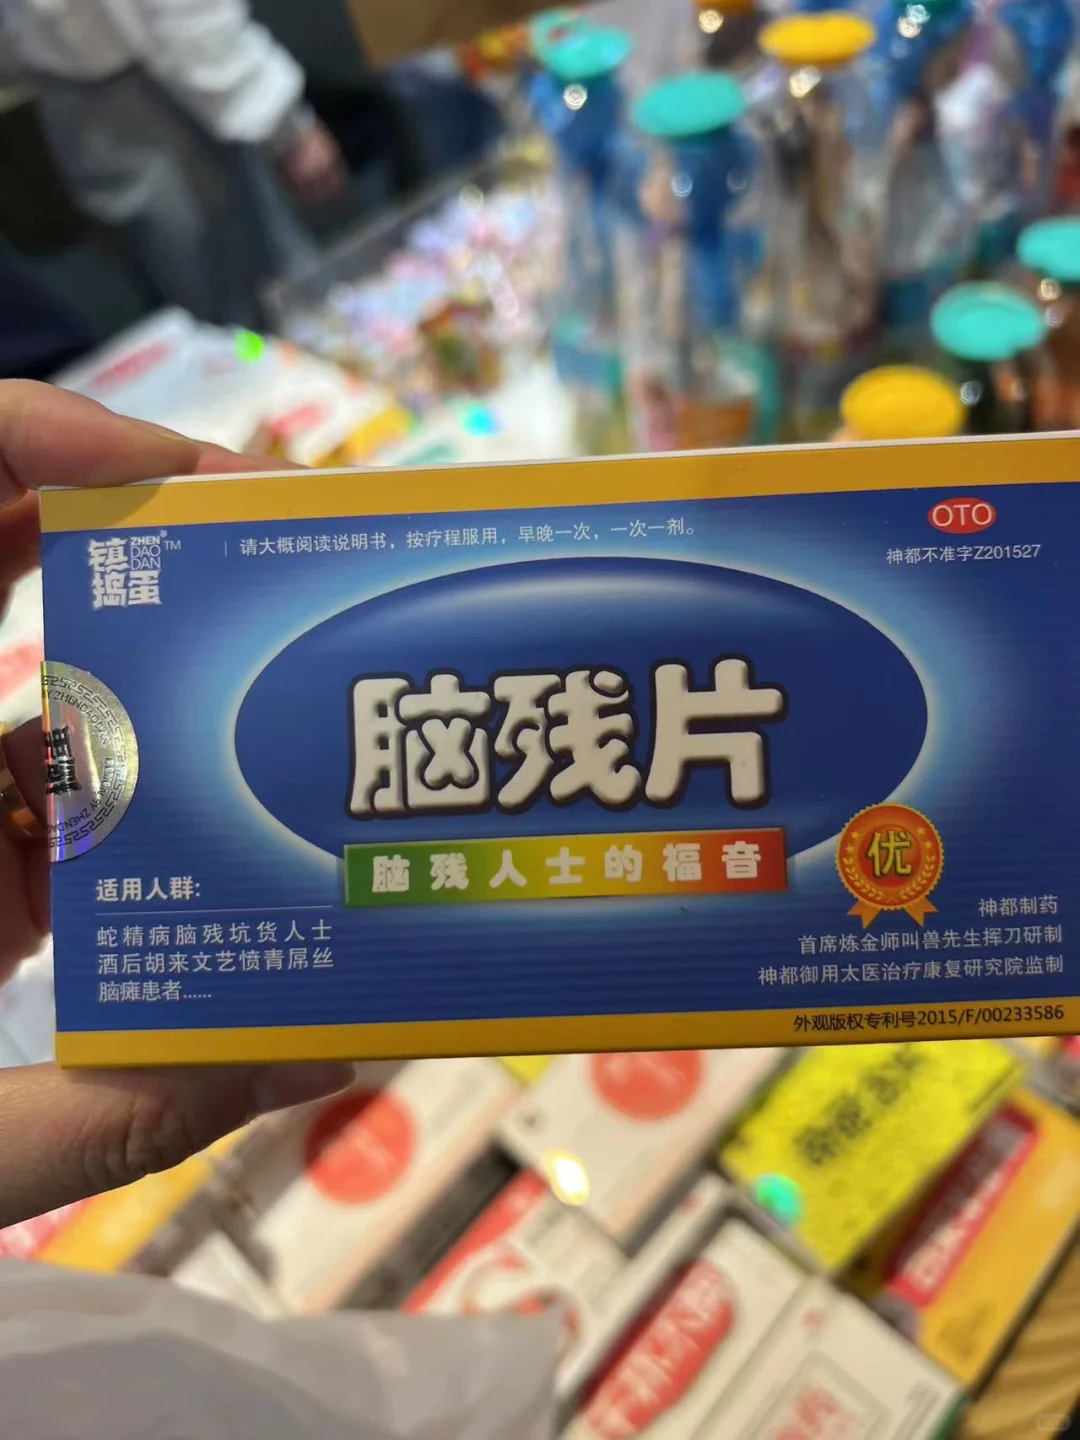 镇捣蛋
ZHEN
DAO
DAN
TM
请大概阅读说明书，按疗程服用，早晚一次，一次一剂。
OTO
神都不准字Z201527
脑残片
脑残人士的福音
优
适用人群:
蛇精病脑残坑货人士
酒后胡来文艺愤青屌丝
脑瘫患者......
神都制药
首席炼金师叫兽先生挥刀研制
神都御用太医治疗康复研究院监制
外观版权专利号2015/F/00233586